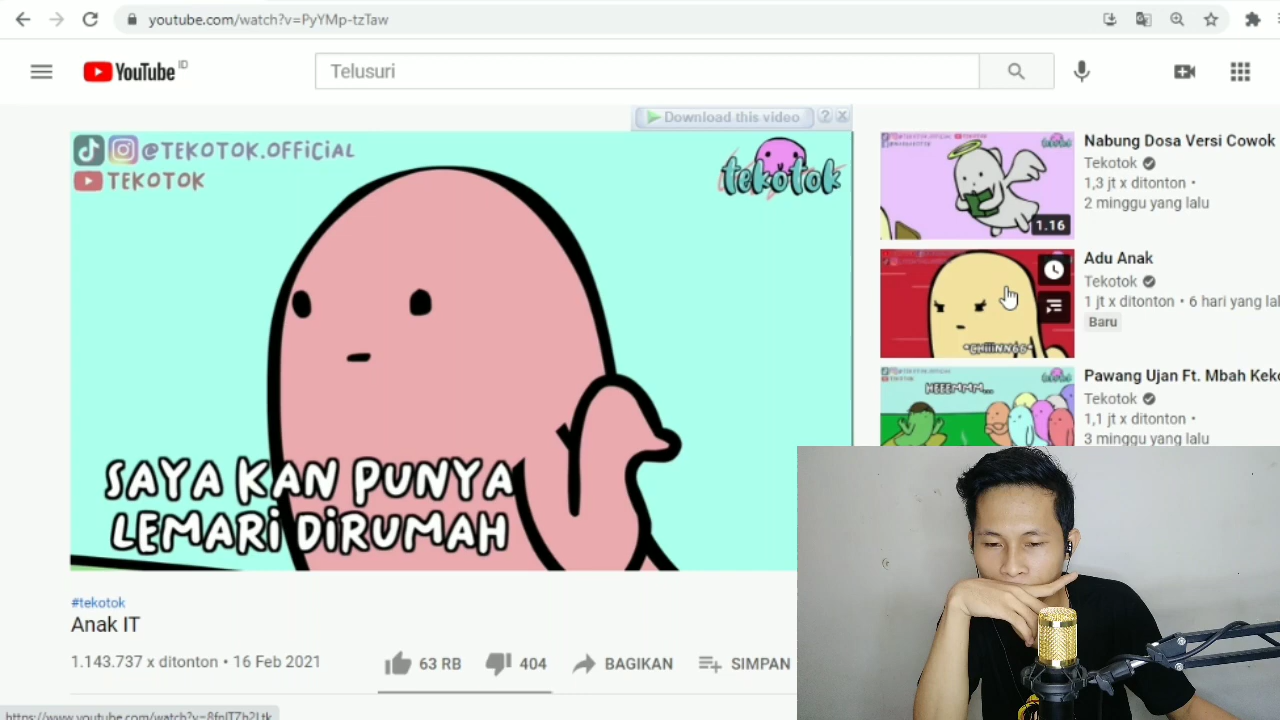 youtube.com/watch?v=PyYMp-tzTaw
YouTube ID
Telusuri
Download this video ? X
@TEKOTOK.OFFICIAL
TEKOTOK
tekotok
SAYA KAN PUNYA
LEMARI DIRUMAH
#tekotok
Anak IT
1.143.737 x ditonton • 16 Feb 2021
63 RB
404
BAGIKAN
SIMPAN
1.16
Nabung Dosa Versi Cowok
Tekotok
1,3 jt x ditonton •
2 minggu yang lalu
Adu Anak
Tekotok
1 jt x ditonton • 6 hari yang la
Baru
HEEEMMM...
Pawang Ujan Ft. Mbah Keko
Tekotok
1,1 jt x ditonton •
3 minggu yang lalu